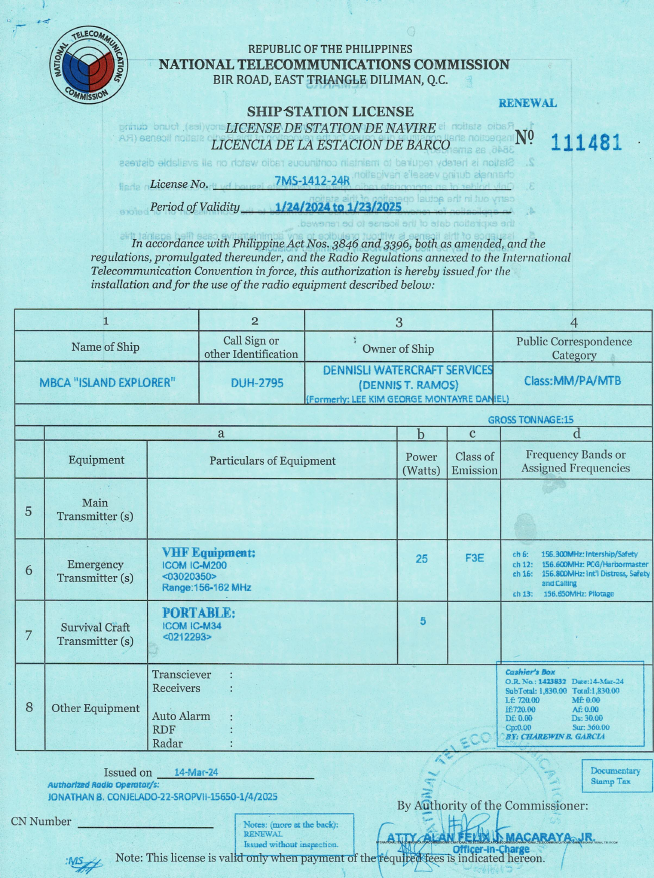 NATIONAL TELECOMMUNICATIONS COMMISSION
REPUBLIC OF THE PHILIPPINES
NATIONAL TELECOMMUNICATIONS COMMISSION
BIR ROAD, EAST TRIANGLE DILIMAN, Q.C.
RENEWAL
SHIP STATION LICENSE
LICENSE DE STATION DE NAVIRE
LICENCIA DE LA ESTACION DE BARCO
Nº 111481
License No. 7MS-1412-24R
Period of Validity 1/24/2024 to 1/23/2025
In accordance with Philippine Act Nos. 3846 and 3396, both as amended, and the
regulations, promulgated thereunder, and the Radio Regulations annexed to the International
Telecommunication Convention in force, this authorization is hereby issued for the
installation and for the use of the radio equipment described below:
1 2 3 4
Name of Ship
Call Sign or
other Identification
Owner of Ship
Public Correspondence
Category
MBCA "ISLAND EXPLORER"
DUH-2795
DENNISLI WATERCRAFT SERVICES
(DENNIS T. RAMOS)
(Formerly: LEE KIM GEORGE MONTAYRE DANIEL)
Class:MM/PA/MTB
GROSS TONNAGE:15
a b c d
Equipment
Particulars of Equipment
Power
(Watts)
Class of
Emission
Frequency Bands or
Assigned Frequencies
5
Main
Transmitter (s)
6
Emergency
Transmitter (s)
VHF Equipment:
ICOM IC-M200
<03020350>
Range:156-162 MHz
25
F3E
ch 6: 156.300MHz: Intership/Safety
ch 12: 156.600MHz: PCG/Harbormaster
ch 16: 156.800MHz: Int'l Distress, Safety
and Calling
ch 13: 156.650MHz: Pilotage
7
Survival Craft
Transmitter (s)
PORTABLE:
ICOM IC-M34
<0212293>
5
8
Other Equipment
Transciever :
Receivers :
Auto Alarm :
RDF :
Radar :
Cashier's Box
O.R. No.: 1423832 Date:14-Mar-24
SubTotal: 1,830.00 Total:1,830.00
Lf: 720.00 Mf: 0.00
If:720.00 Af: 0.00
Df: 0.00 Ds: 30.00
Cp:0.00 Sur: 360.00
BY: CHAREWIN B. GARCIA
Issued on 14-Mar-24
Authorized Radio Operator/s:
JONATHAN B. CONJELADO-22-SROPVII-15650-1/4/2025
Documentary
Stamp Tax
By Authority of the Commissioner:
CN Number
Notes: (more at the back):
RENEWAL
Issued without inspection.
ATTY. ALAN FELIX J. MACARAYA, JR.
Officer-in-Charge
:MS
Note: This license is valid only when payment of the required fees is indicated hereon.